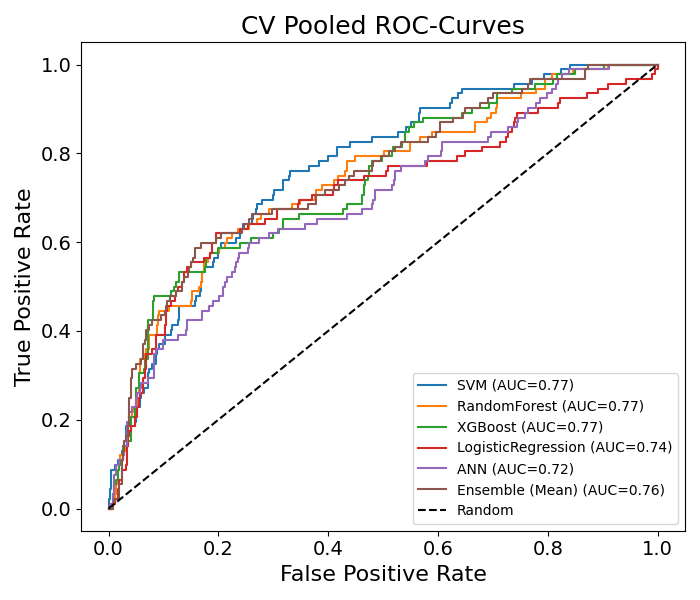 CV Pooled ROC-Curves
True Positive Rate
1.0
0.8
0.6
0.4
0.2
0.0
SVM (AUC=0.77)
RandomForest (AUC=0.77)
XGBoost (AUC=0.77)
LogisticRegression (AUC=0.74)
ANN (AUC=0.72)
Ensemble (Mean) (AUC=0.76)
Random
0.0 0.2 0.4 0.6 0.8 1.0
False Positive Rate